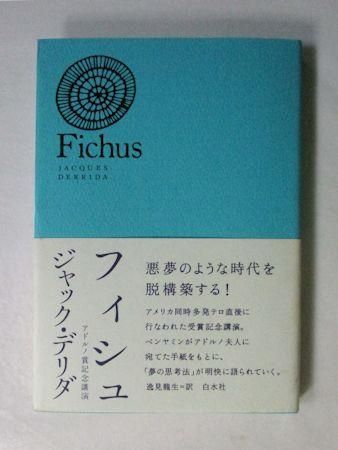 Fichus
JACQUES
DERRIDA
フィシュ
ジャック・デリダ
アドルノ賞記念講演
悪夢のような時代を
脱構築する！
アメリカ同時多発テロ直後に
行なわれた受賞記念講演。
ベンヤミンがアドルノ夫人に
宛てた手紙をもとに、
「夢の思考法」が明快に語られていく。
逸見龍生=訳 白水社